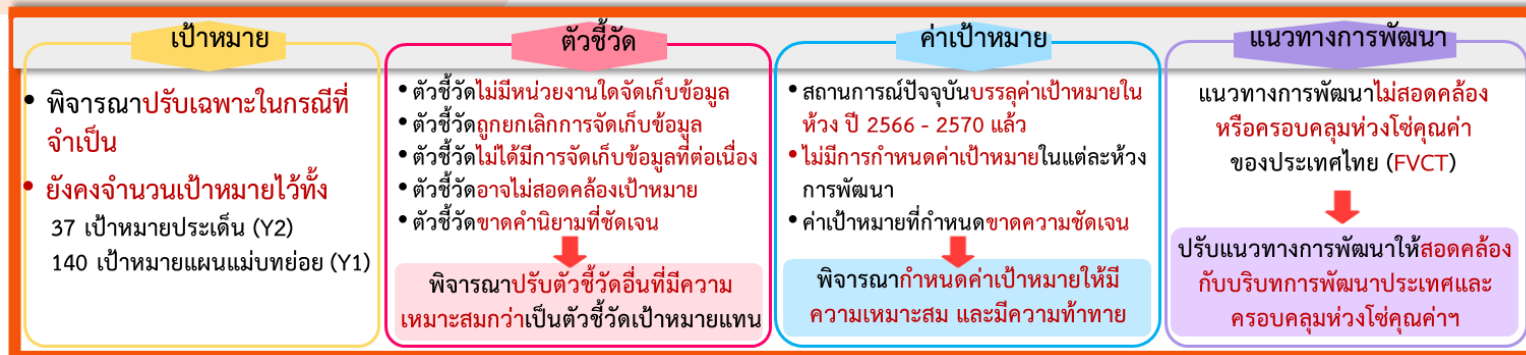 เป้าหมาย
• พิจารณาปรับเฉพาะในกรณีที่
จำเป็น
• ยังคงจำนวนเป้าหมายไว้ทั้ง
37 เป้าหมายประเด็น (Y2)
140 เป้าหมายแผนแม่บทย่อย (Y1)
ตัวชี้วัด
• ตัวชี้วัดไม่มีหน่วยงานใดจัดเก็บข้อมูล
• ตัวชี้วัดถูกยกเลิกการจัดเก็บข้อมูล
• ตัวชี้วัดไม่ได้มีการจัดเก็บข้อมูลที่ต่อเนื่อง
• ตัวชี้วัดอาจไม่สอดคล้องเป้าหมาย
• ตัวชี้วัดขาดคำนิยามที่ชัดเจน
พิจารณาปรับตัวชี้วัดอื่นที่มีความ
เหมาะสมกว่าเป็นตัวชี้วัดเป้าหมายแทน
ค่าเป้าหมาย
• สถานการณ์ปัจจุบันบรรลุค่าเป้าหมายใน
ห้วง ปี 2566 - 2570 แล้ว
• ไม่มีการกำหนดค่าเป้าหมายในแต่ละห้วง
การพัฒนา
• ค่าเป้าหมายที่กำหนดขาดความชัดเจน
พิจารณากำหนดค่าเป้าหมายให้มี
ความเหมาะสม และมีความท้าทาย
แนวทางการพัฒนา
แนวทางการพัฒนาไม่สอดคล้อง
หรือครอบคลุมห่วงโซ่คุณค่า
ของประเทศไทย (FVCT)
ปรับแนวทางการพัฒนาให้สอดคล้อง
กับบริบทการพัฒนาประเทศและ
ครอบคลุมห่วงโซ่คุณค่าฯ